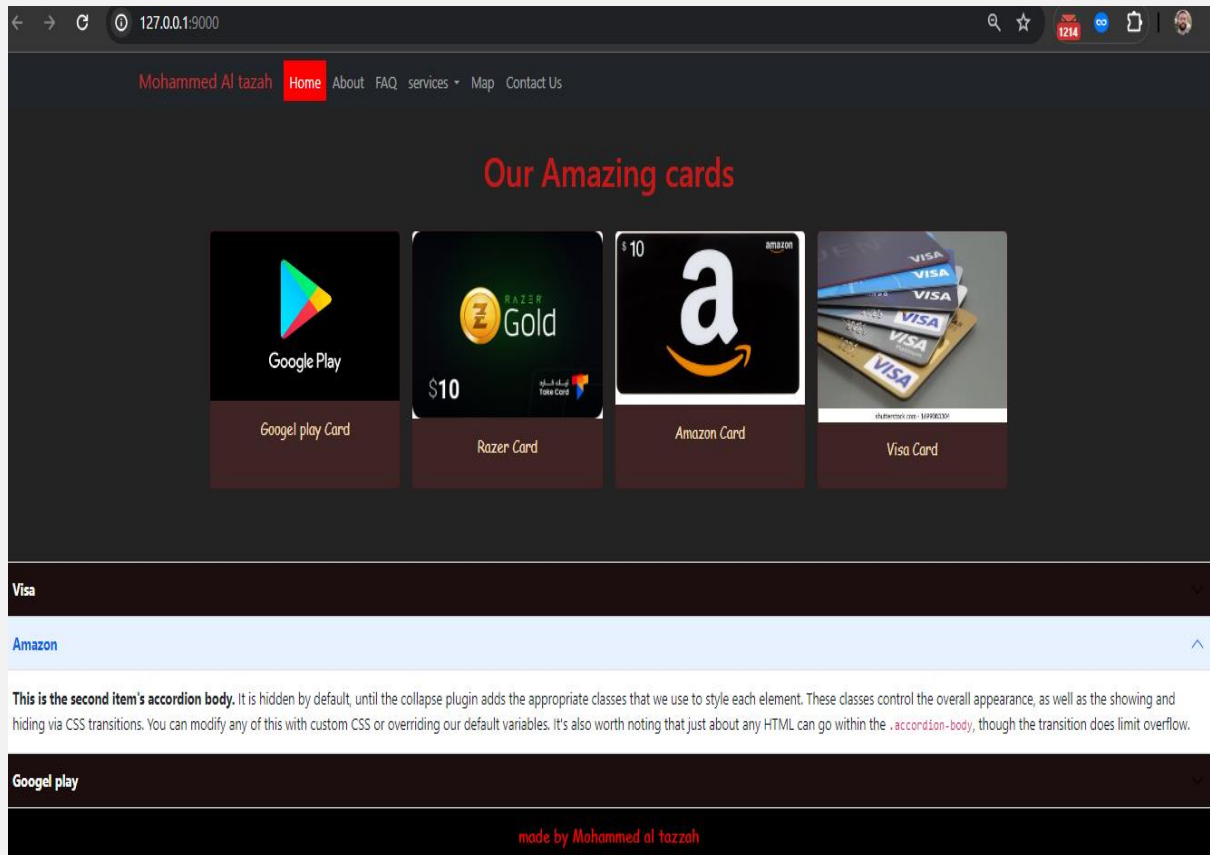 127.0.0.1:9000
1214
Mohammed Al tazah Home About FAQ services Map Contact Us
Our Amazing cards
Google Play
Googel play Card
RAZER
Gold
$10
تيك كارد
Take Card
Razer Card
$ 10 amazon
a
Amazon Card
VISA
VISA
VISA
VISA
VISA
VISA
Visa Card
Visa
Amazon
This is the second item's accordion body. It is hidden by default, until the collapse plugin adds the appropriate classes that we use to style each element. These classes control the overall appearance, as well as the showing and
hiding via CSS transitions. You can modify any of this with custom CSS or overriding our default variables. It's also worth noting that just about any HTML can go within the .accordion-body, though the transition does limit overflow.
Googel play
made by Mohammed al tazzah